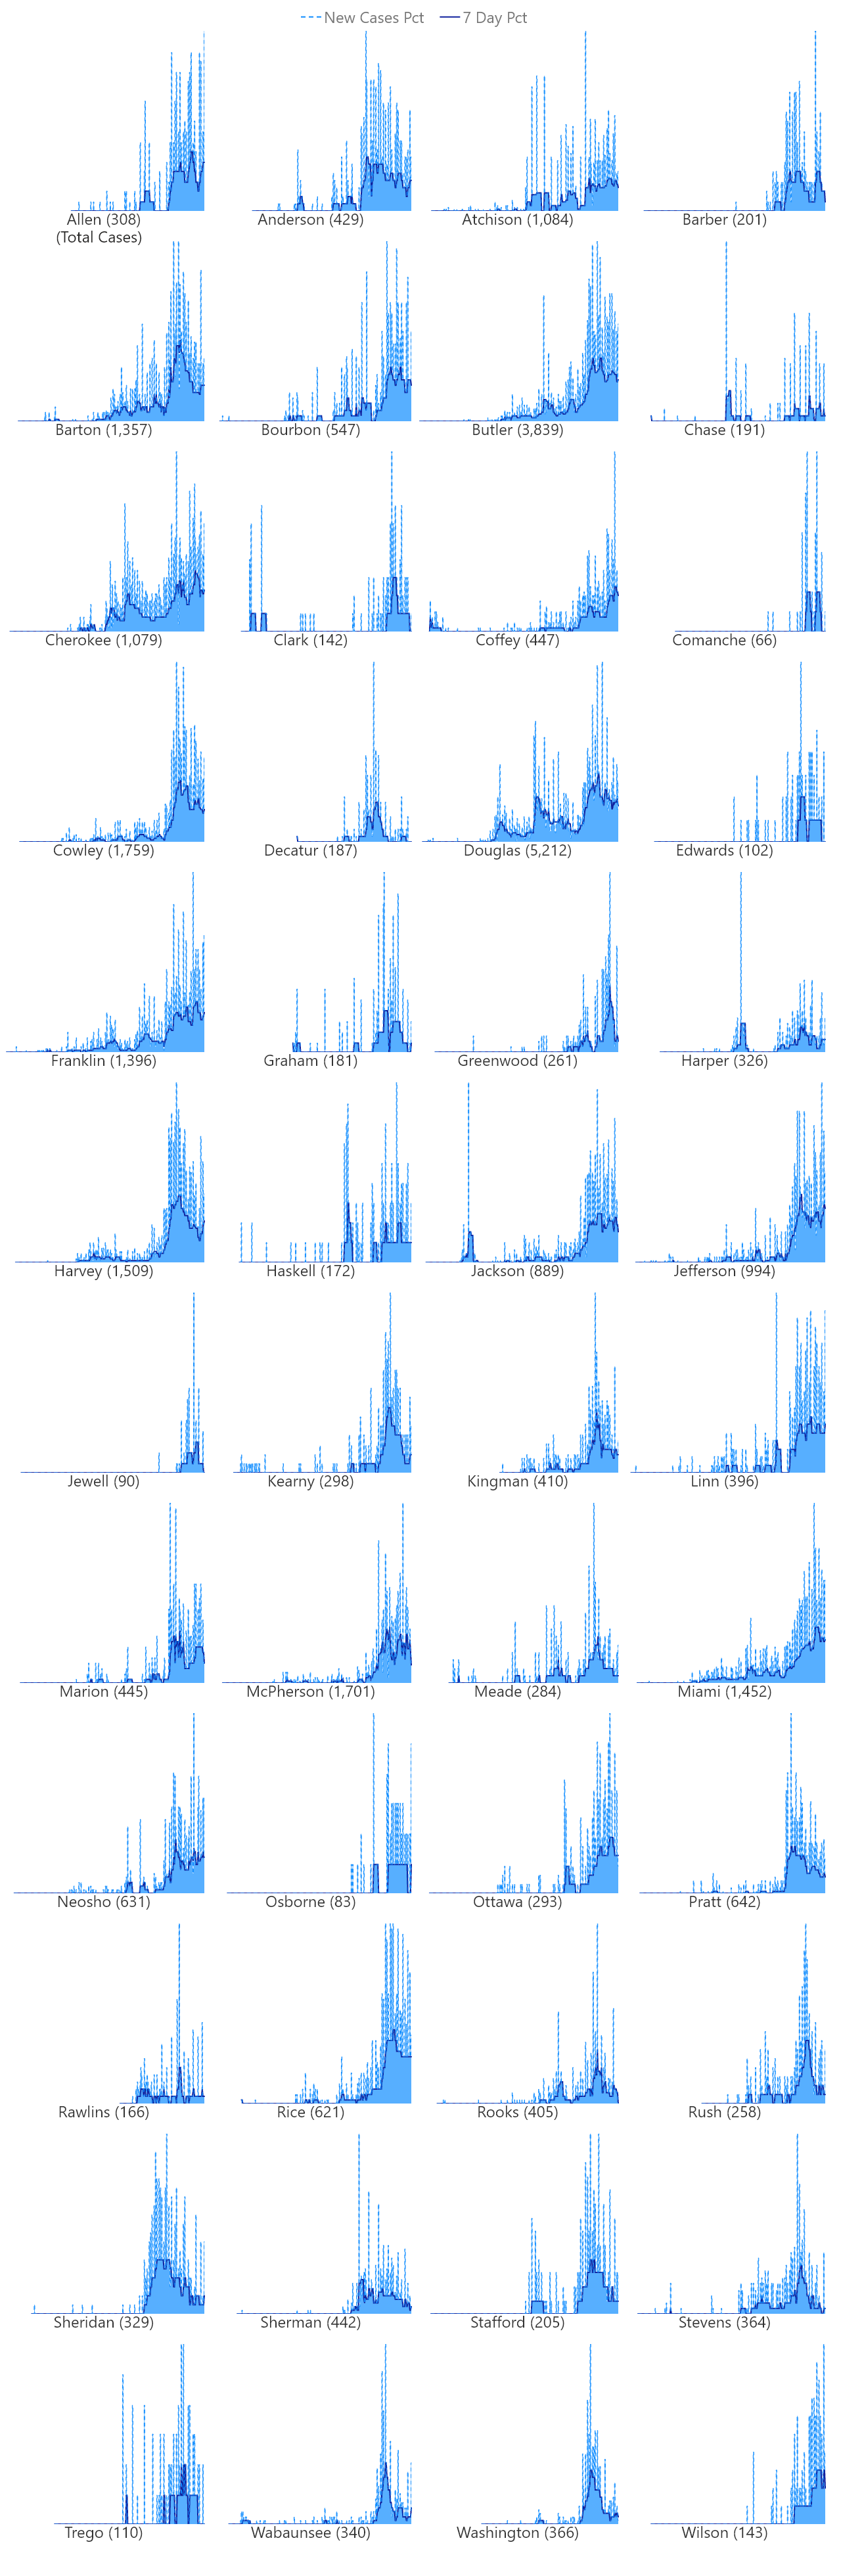 New Cases Pct 7 Day Pct
Allen (308) Anderson (429) Atchison (1,084) Barber (201)
(Total Cases)
Barton (1,357) Bourbon (547) Butler (3,839) Chase (191)
Cherokee (1,079) Clark (142) Coffey (447) Comanche (66)
Cowley (1,759) Decatur (187) Douglas (5,212) Edwards (102)
Franklin (1,396) Graham (181) Greenwood (261) Harper (326)
Harvey (1,509) Haskell (172) Jackson (889) Jefferson (994)
Jewell (90) Kearny (298) Kingman (410) Linn (396)
Marion (445) McPherson (1,701) Meade (284) Miami (1,452)
Neosho (631) Osborne (83) Ottawa (293) Pratt (642)
Rawlins (166) Rice (621) Rooks (405) Rush (258)
Sheridan (329) Sherman (442) Stafford (205) Stevens (364)
Trego (110) Wabaunsee (340) Washington (366) Wilson (143)